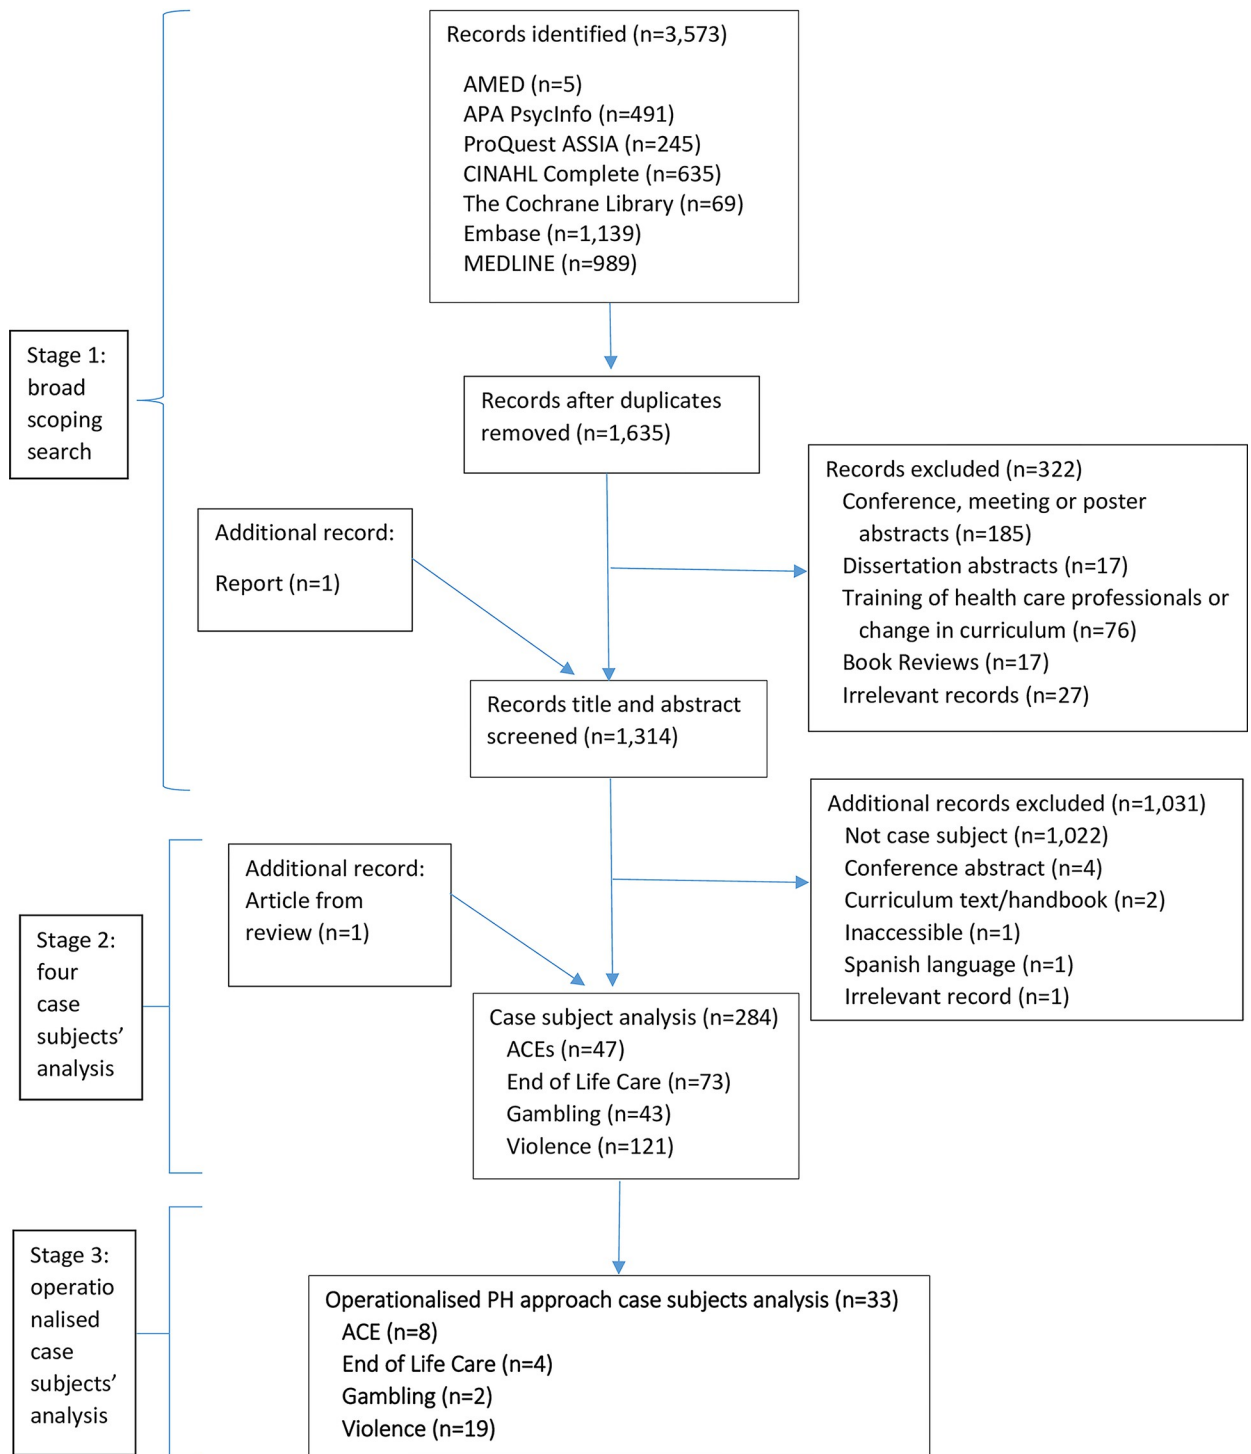 Records identified (n=3,573)
AMED (n=5)
APA PsycInfo (n=491)
ProQuest ASSIA (n=245)
CINAHL Complete (n=635)
The Cochrane Library (n=69)
Embase (n=1,139)
MEDLINE (n=989)
Stage 1:
broad
scoping
search
Records after duplicates
removed (n=1,635)
Records excluded (n=322)
Conference, meeting or poster
abstracts (n=185)
Dissertation abstracts (n=17)
Training of health care professionals or
change in curriculum (n=76)
Book Reviews (n=17)
Irrelevant records (n=27)
Additional record:
Report (n=1)
Records title and abstract
screened (n=1,314)
Additional records excluded (n=1,031)
Not case subject (n=1,022)
Conference abstract (n=4)
Curriculum text/handbook (n=2)
Inaccessible (n=1)
Spanish language (n=1)
Irrelevant record (n=1)
Additional record:
Article from
review (n=1)
Stage 2:
four
case
subjects’
analysis
Case subject analysis (n=284)
ACEs (n=47)
End of Life Care (n=73)
Gambling (n=43)
Violence (n=121)
Stage 3:
operatio
nalised
case
subjects’
analysis
Operationalised PH approach case subjects analysis (n=33)
ACE (n=8)
End of Life Care (n=4)
Gambling (n=2)
Violence (n=19)